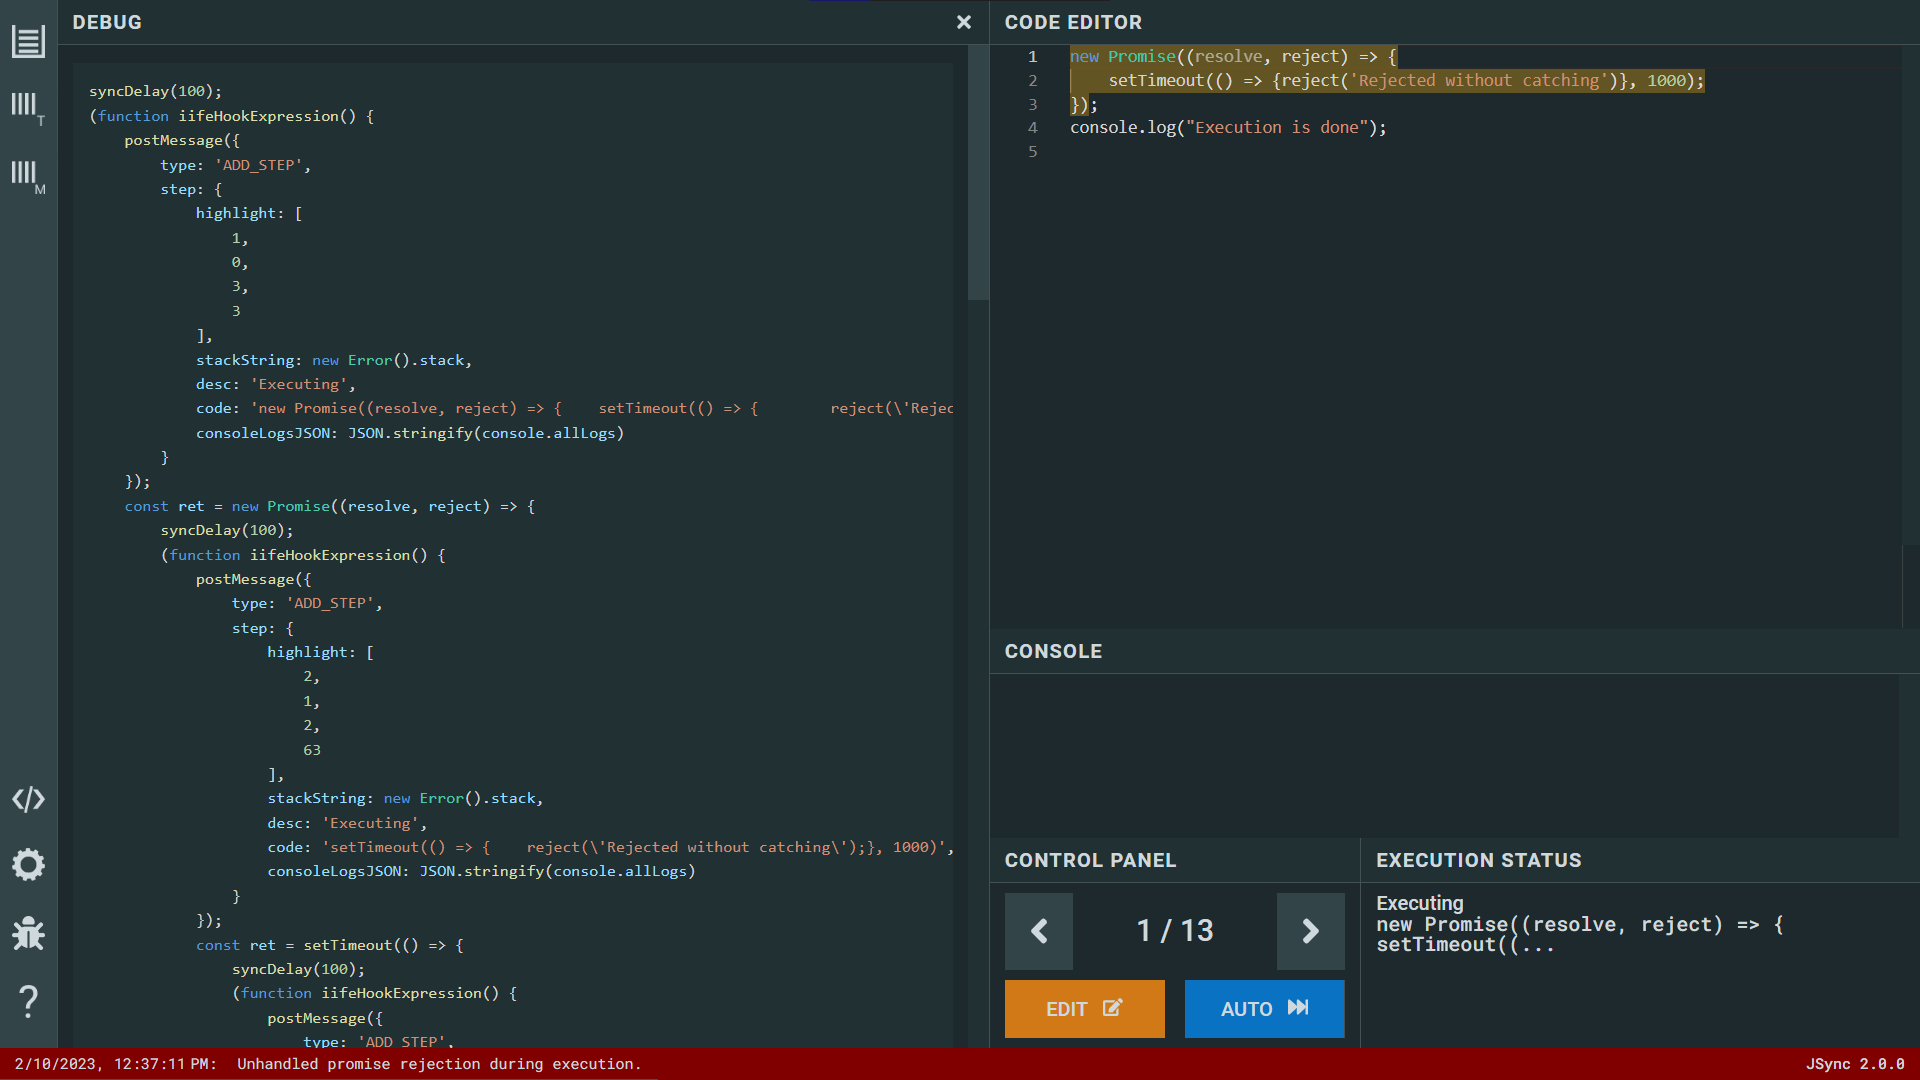 DEBUG
syncDelay(100);
(function iifeHookExpression() {
    postMessage({
        type: 'ADD_STEP',
        step: {
            highlight: [
                1,
                0,
                3,
                3
            ],
            stackString: new Error().stack,
            desc: 'Executing',
            code: 'new Promise((resolve, reject) => {    setTimeout(() => {        reject(\'Rejec
            consoleLogsJSON: JSON.stringify(console.allLogs)
        }
    });
    const ret = new Promise((resolve, reject) => {
        syncDelay(100);
        (function iifeHookExpression() {
            postMessage({
                type: 'ADD_STEP',
                step: {
                    highlight: [
                        2,
                        1,
                        2,
                        63
                    ],
                    stackString: new Error().stack,
                    desc: 'Executing',
                    code: 'setTimeout(() => {    reject(\'Rejected without catching\');}, 1000)',
                    consoleLogsJSON: JSON.stringify(console.allLogs)
                }
            });
            const ret = setTimeout(() => {
                syncDelay(100);
                (function iifeHookExpression() {
                    postMessage({
                        type: 'ADD STEP',
T
M
CODE EDITOR
1 new Promise((resolve, reject) => {
2     setTimeout(() => {reject('Rejected without catching')}, 1000);
3 });
4 console.log("Execution is done");
5
CONSOLE
CONTROL PANEL
1 / 13
EDIT
AUTO
EXECUTION STATUS
Executing
new Promise((resolve, reject) => {
setTimeout((...
2/10/2023, 12:37:11 PM: Unhandled promise rejection during execution.
JSync 2.0.0